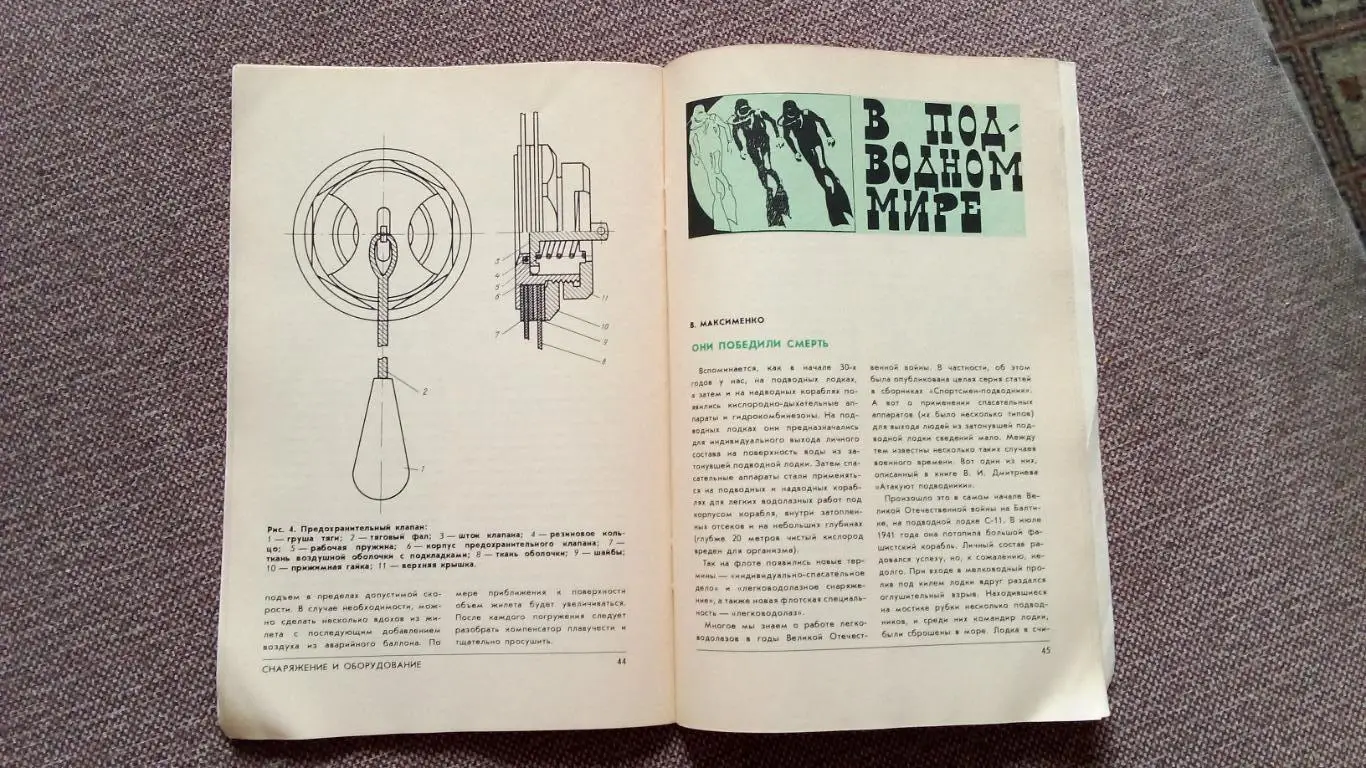 3
4
5
6
7
11
10
9
8
2
1
Рис. 4. Предохранительный клапан:
1 — груша тяги; 2 — тяговый фал; 3 — шток клапана; 4 — резиновое коль-
цо; 5 — рабочая пружина; 6 — корпус предохранительного клапана; 7 —
ткань воздушной оболочки с подкладками; 8 — ткань оболочки; 9 — шайбы;
10 — прижимная гайка; 11 — верхняя крышка.
подъем в пределах допустимой ско-
рости. В случае необходимости, мож-
но сделать несколько вдохов из жи-
лета с последующим добавлением
воздуха из аварийного баллона. По
мере приближения к поверхности
объем жилета будет увеличиваться.
После каждого погружения следует
разобрать компенсатор плавучести и
тщательно просушить.
СНАРЯЖЕНИЕ И ОБОРУДОВАНИЕ
44
В ПОД-
ВОДНОМ
МИРЕ
В. МАКСИМЕНКО
ОНИ ПОБЕДИЛИ СМЕРТЬ
Вспоминается, как в начале 30-х
годов у нас, на подводных лодках,
а затем и на надводных кораблях по-
явились кислородно-дыхательные ап-
параты и гидрокомбинезоны. На под-
водных лодках они предназначались
для индивидуального выхода личного
состава на поверхность воды из за-
тонувшей подводной лодки. Затем спа-
сательные аппараты стали применять-
ся на подводных и надводных кораб-
лях для легких водолазных работ под
корпусом корабля, внутри затоплен-
ных отсеков и на небольших глубинах
(глубже 20 метров чистый кислород
вреден для организма).
Так на флоте появились новые тер-
мины — «индивидуально-спасательное
дело» и «легководолазное снаряже-
ние», а также новая флотская специаль-
ность — «легководолаз».
Многое мы знаем о работе легко-
водолазов в годы Великой Отечест-
венной войны. В частности, об этом
была опубликована целая серия статей
в сборниках «Спортсмен-подводник».
А вот о применении спасательных
аппаратов (их было несколько типов)
для выхода людей из затонувшей под-
водной лодки сведений мало. Между
тем известны несколько таких случаев
военного времени. Вот один из них,
описанный в книге В. И. Дмитриева
«Атакуют подводники».
Произошло это в самом начале Ве-
ликой Отечественной войны на Балти-
ке, на подводной лодке С-11. В июле
1941 года она потопила большой фа-
шистский корабль. Личный состав ра-
довался успеху, но, к сожалению, не-
долго. При входе в мелководный про-
лив под килем лодки вдруг раздался
оглушительный взрыв. Находившиеся
на мостике рубки несколько подвод-
ников, и среди них командир лодки,
были сброшены в море. Лодка в счи-
45